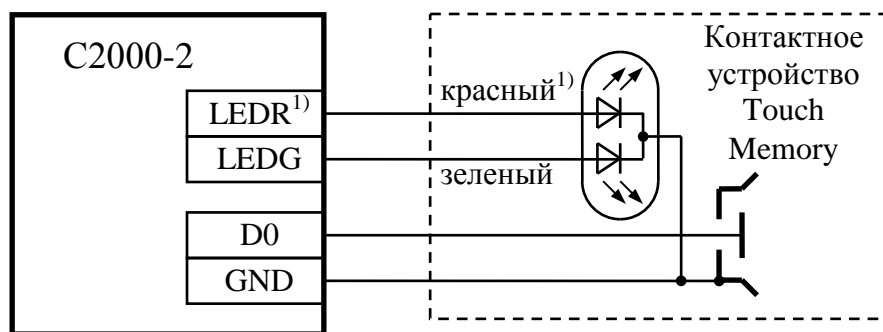 С2000-2
LEDR1)
LEDG
D0
GND
красный1)
зеленый
Контактное
устройство
Touch
Memory